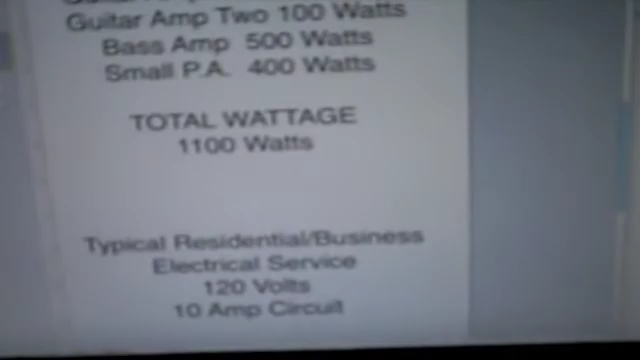 Guitar Amp Two 100 Watts
Bass Amp 500 Watts
Small P.A. 400 Watts
TOTAL WATTAGE
1100 Watts
Typical Residential/Business
Electrical Service
120 Volts
10 Amp Circuit